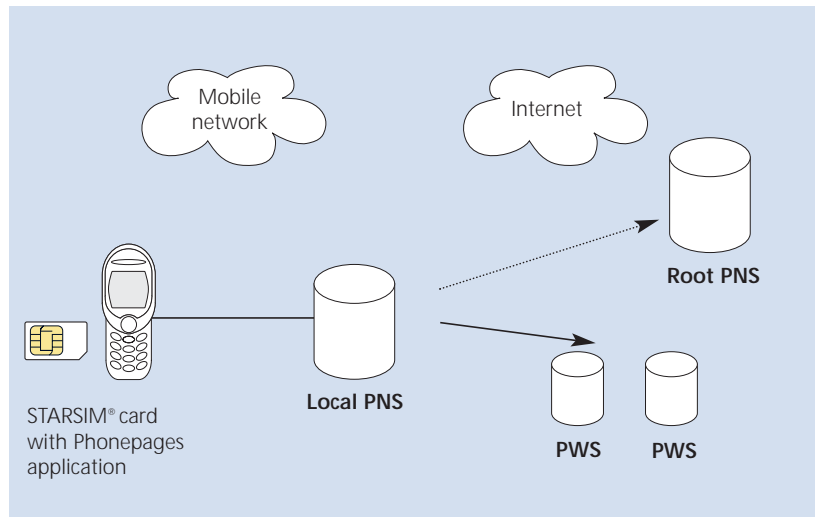 Mobile
network
Internet
Root PNS
Local PNS
STARSIM® card
with Phonepages
application
PWS
PWS